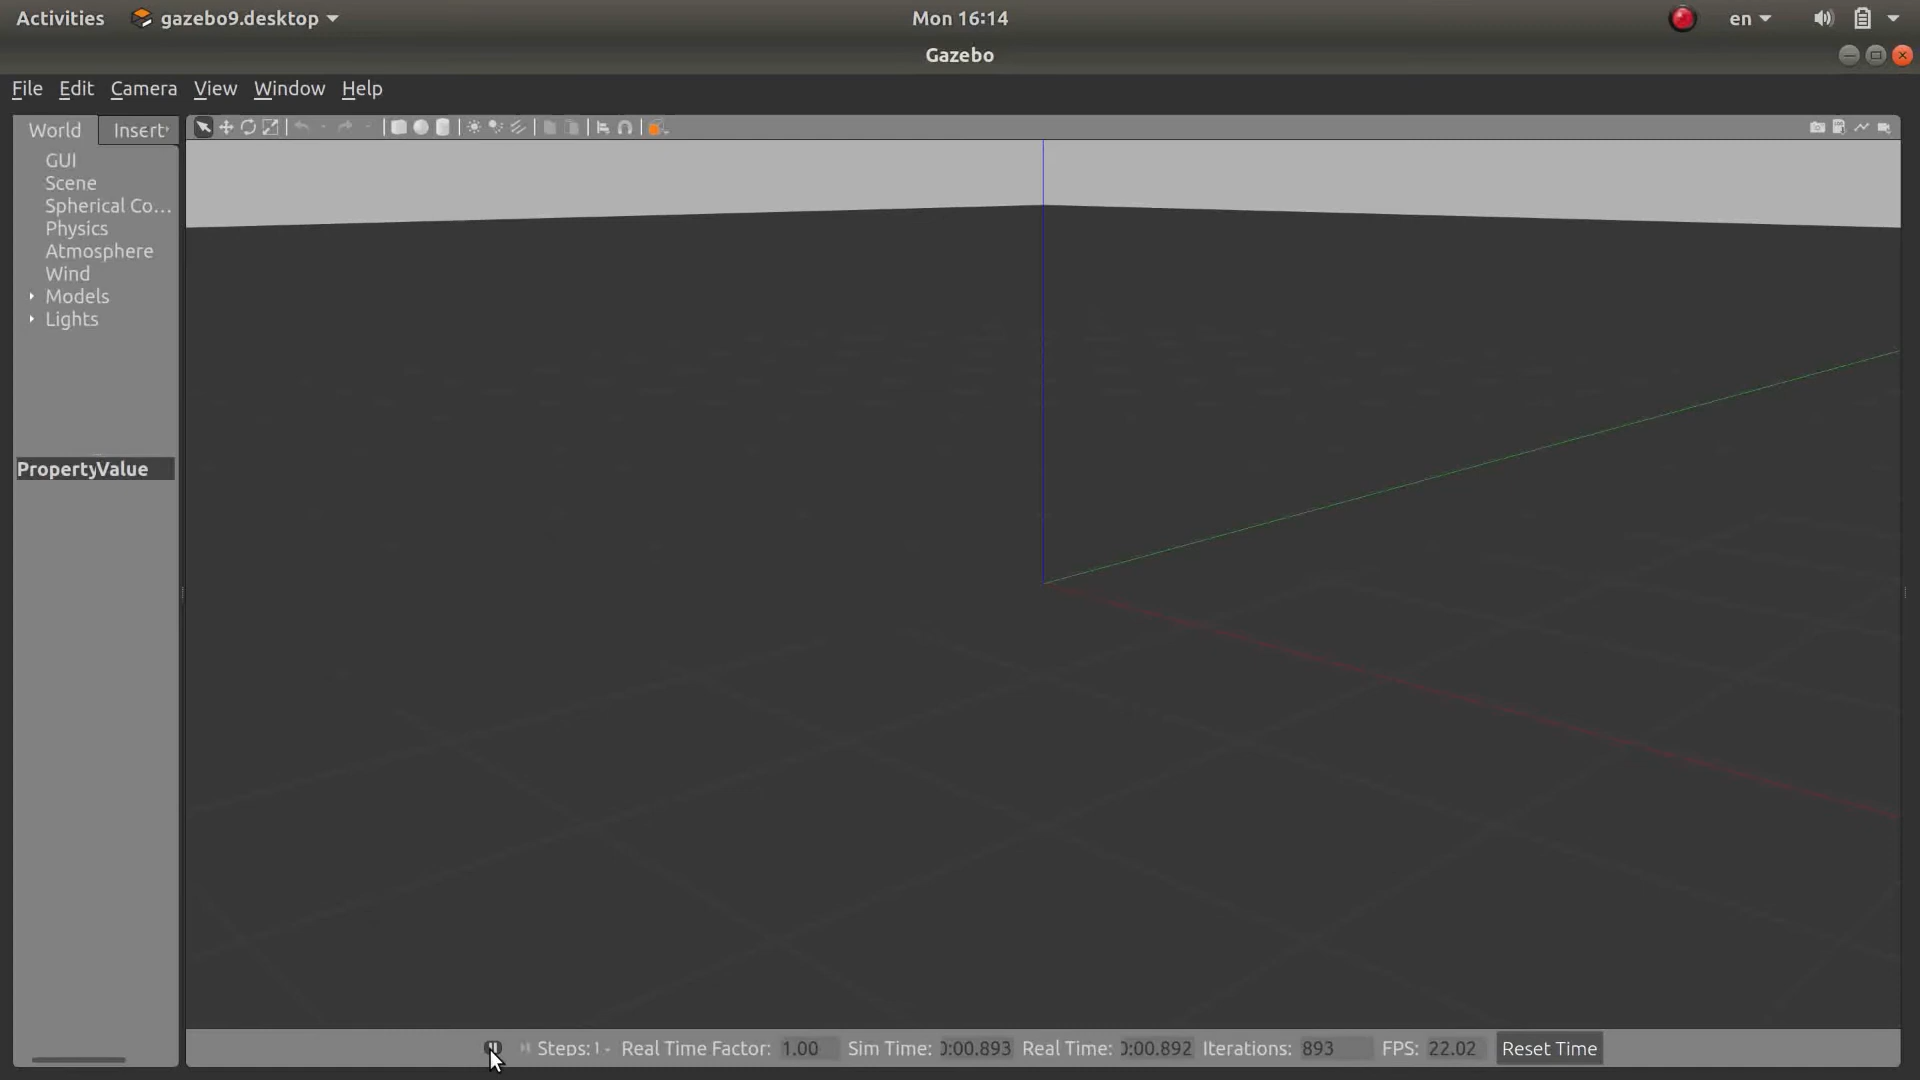 Activities gazebo9.desktop Mon 16:14 en
Gazebo
File Edit Camera View Window Help
World Insert
GUI
Scene
Spherical Co...
Physics
Atmosphere
Wind
Models
Lights
PropertyValue
Steps: 1 Real Time Factor: 1.00 Sim Time: 0:00.893 Real Time: 0:00.892 Iterations: 893 FPS: 22.02 Reset Time